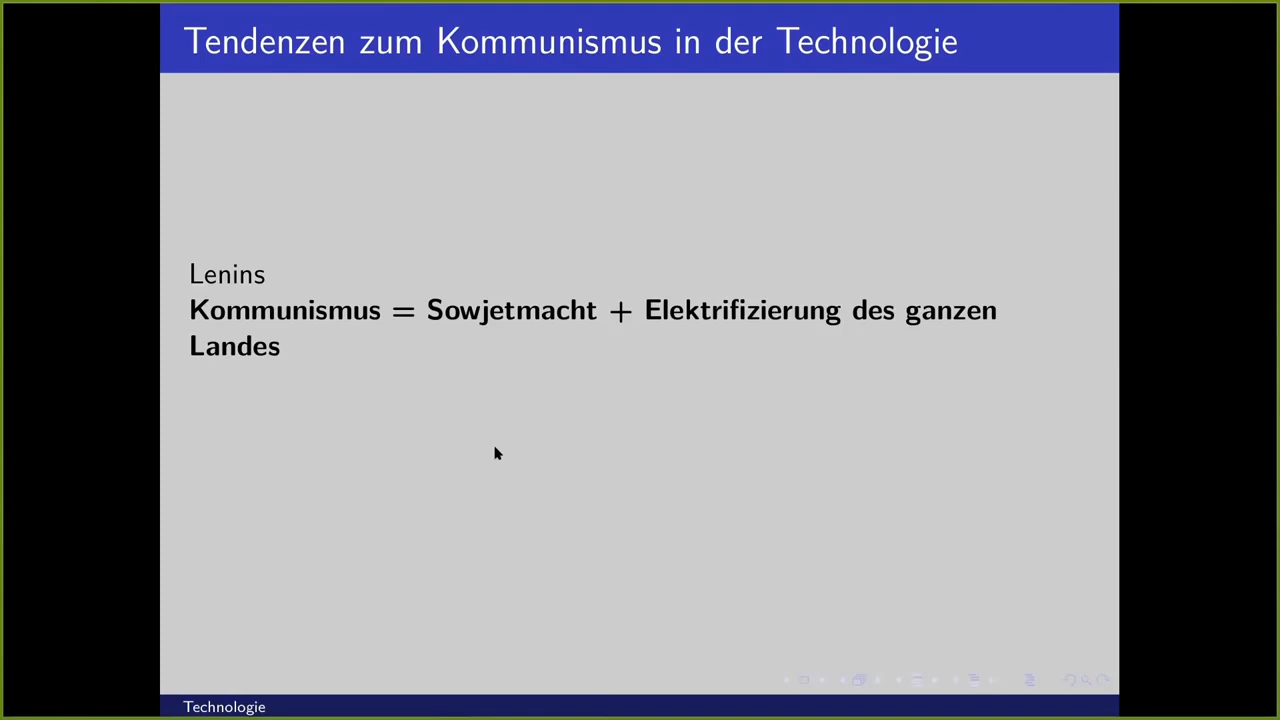 Tendenzen zum Kommunismus in der Technologie
Lenins
Kommunismus = Sowjetmacht + Elektrifizierung des ganzen
Landes
Technologie